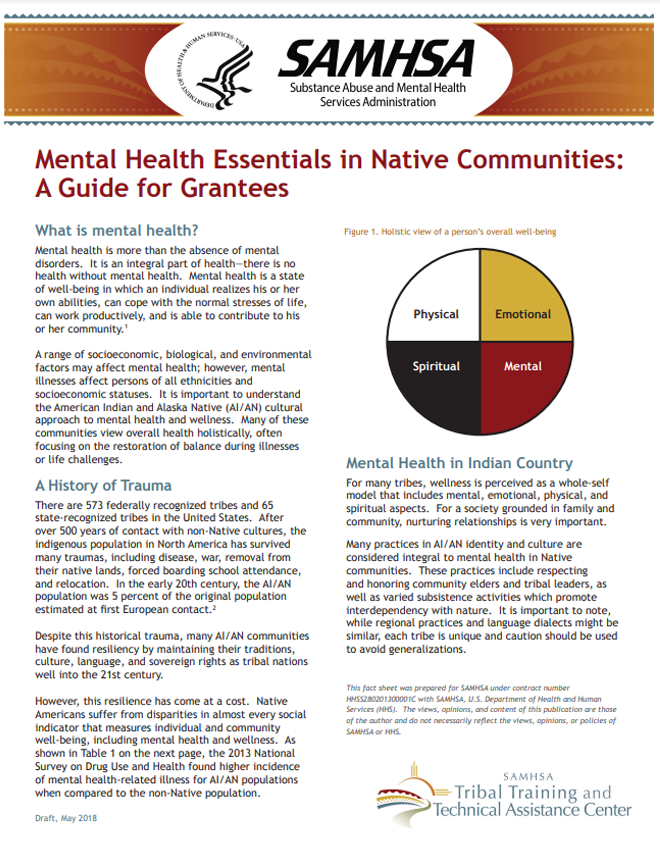 DEPARTMENT OF HEALTH & HUMAN SERVICES · USA
SAMHSA
Substance Abuse and Mental Health
Services Administration
Mental Health Essentials in Native Communities:
A Guide for Grantees
What is mental health?
Mental health is more than the absence of mental
disorders. It is an integral part of health—there is no
health without mental health. Mental health is a state
of well-being in which an individual realizes his or her
own abilities, can cope with the normal stresses of life,
can work productively, and is able to contribute to his
or her community.1
A range of socioeconomic, biological, and environmental
factors may affect mental health; however, mental
illnesses affect persons of all ethnicities and
socioeconomic statuses. It is important to understand
the American Indian and Alaska Native (AI/AN) cultural
approach to mental health and wellness. Many of these
communities view overall health holistically, often
focusing on the restoration of balance during illnesses
or life challenges.
A History of Trauma
There are 573 federally recognized tribes and 65
state-recognized tribes in the United States. After
over 500 years of contact with non-Native cultures, the
indigenous population in North America has survived
many traumas, including disease, war, removal from
their native lands, forced boarding school attendance,
and relocation. In the early 20th century, the AI/AN
population was 5 percent of the original population
estimated at first European contact.2
Despite this historical trauma, many AI/AN communities
have found resiliency by maintaining their traditions,
culture, language, and sovereign rights as tribal nations
well into the 21st century.
However, this resilience has come at a cost. Native
Americans suffer from disparities in almost every social
indicator that measures individual and community
well-being, including mental health and wellness. As
shown in Table 1 on the next page, the 2013 National
Survey on Drug Use and Health found higher incidence
of mental health-related illness for AI/AN populations
when compared to the non-Native population.
Draft, May 2018
Figure 1. Holistic view of a person's overall well-being
Physical
Emotional
Spiritual
Mental
Mental Health in Indian Country
For many tribes, wellness is perceived as a whole-self
model that includes mental, emotional, physical, and
spiritual aspects. For a society grounded in family and
community, nurturing relationships is very important.
Many practices in AI/AN identity and culture are
considered integral to mental health in Native
communities. These practices include respecting
and honoring community elders and tribal leaders, as
well as varied subsistence activities which promote
interdependency with nature. It is important to note,
while regional practices and language dialects might be
similar, each tribe is unique and caution should be used
to avoid generalizations.
This fact sheet was prepared for SAMHSA under contract number
HHSS280201300001C with SAMHSA, U.S. Department of Health and Human
Services (HHS). The views, opinions, and content of this publication are those
of the author and do not necessarily reflect the views, opinions, or policies of
SAMHSA or HHS.
SAMHSA
Tribal Training and
Technical Assistance Center